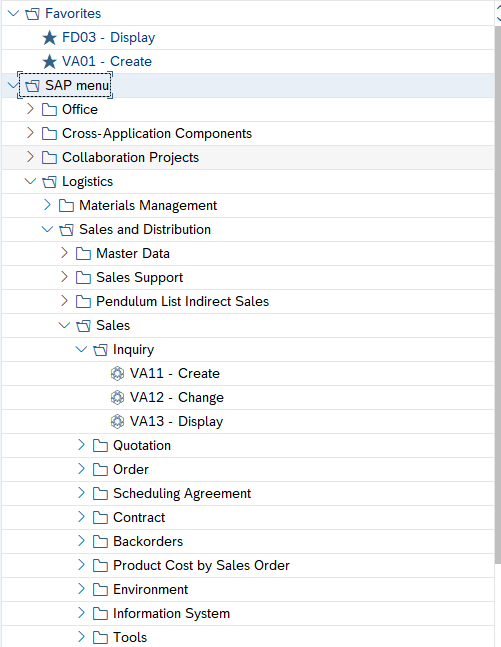 Favorites
FD03 - Display
VA01 - Create
SAP menu
Office
Cross-Application Components
Collaboration Projects
Logistics
Materials Management
Sales and Distribution
Master Data
Sales Support
Pendulum List Indirect Sales
Sales
Inquiry
VA11 - Create
VA12 - Change
VA13 - Display
Quotation
Order
Scheduling Agreement
Contract
Backorders
Product Cost by Sales Order
Environment
Information System
Tools